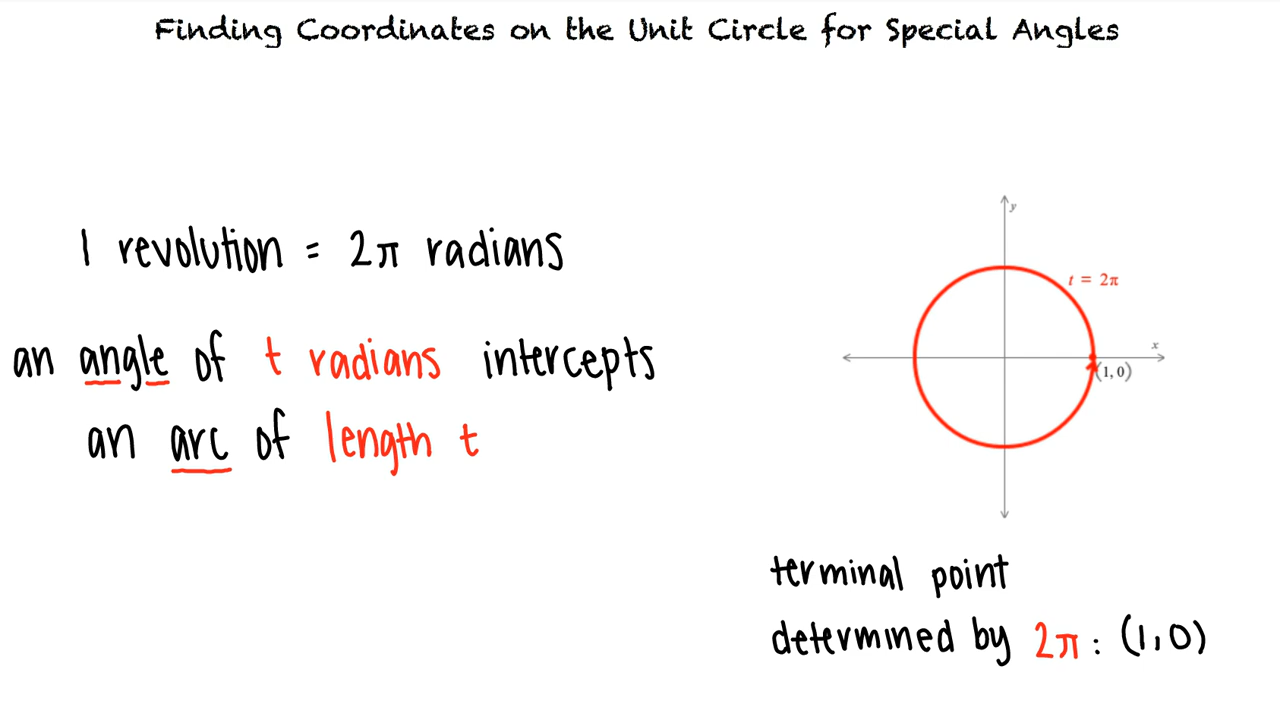 Finding Coordinates on the Unit Circle for Special Angles
1 revolution = 2π radians
an angle of t radians intercepts
an arc of length t
y
t = 2π
x
(1, 0)
terminal point
determined by 2π : (1,0)